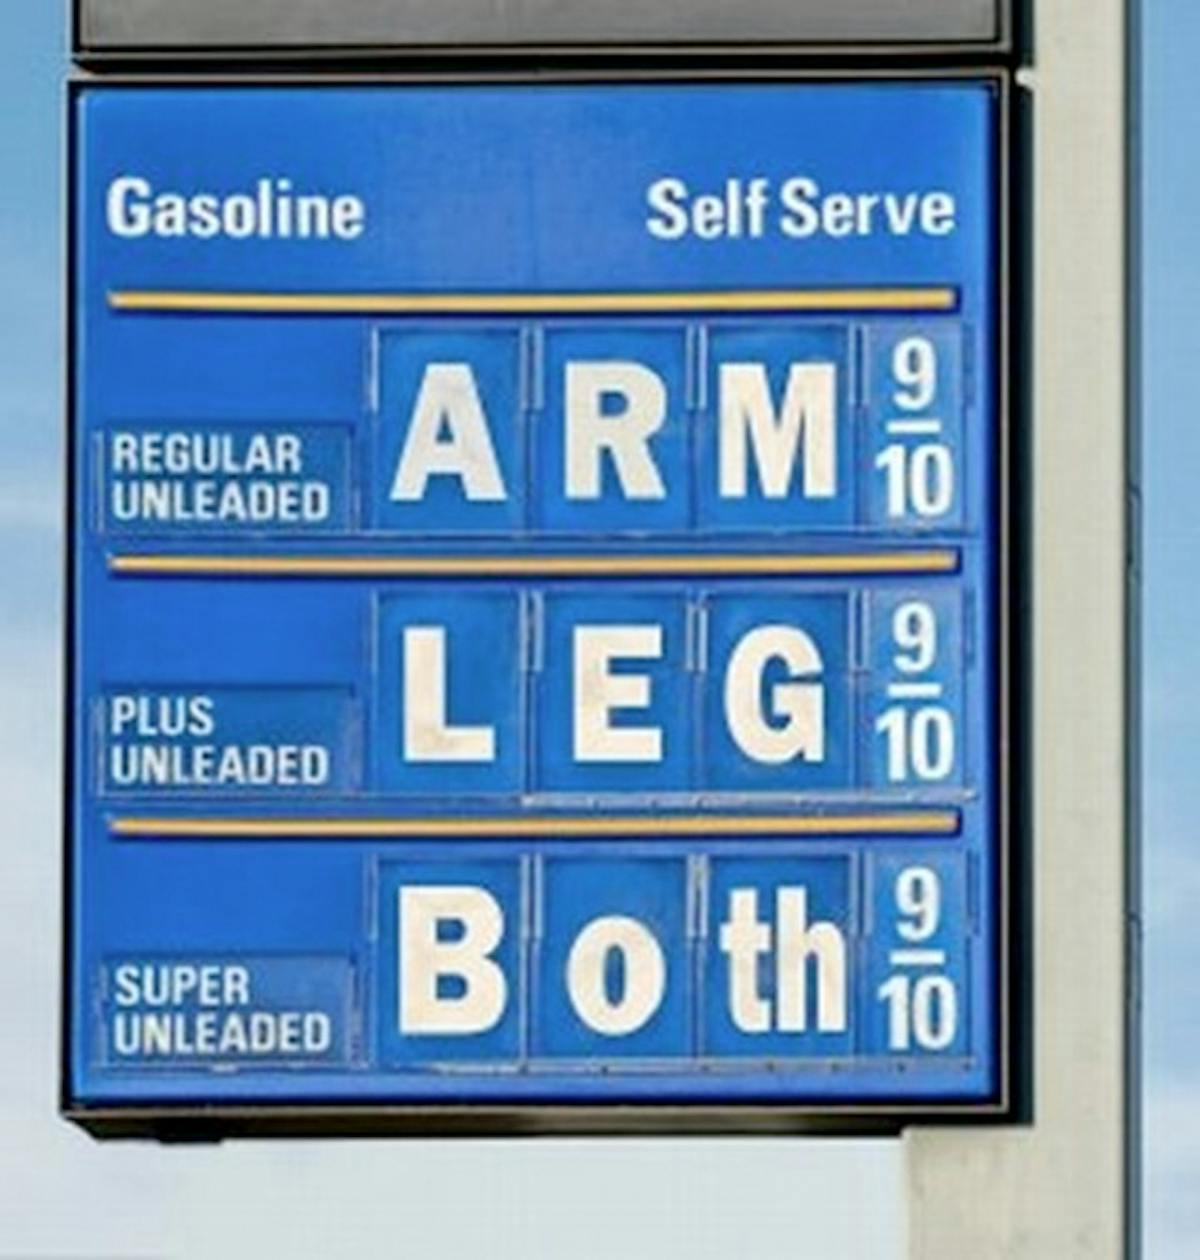 Gasoline Self Serve
ARM 9/10
REGULAR
UNLEADED
LEG 9/10
PLUS
UNLEADED
Both 9/10
SUPER
UNLEADED